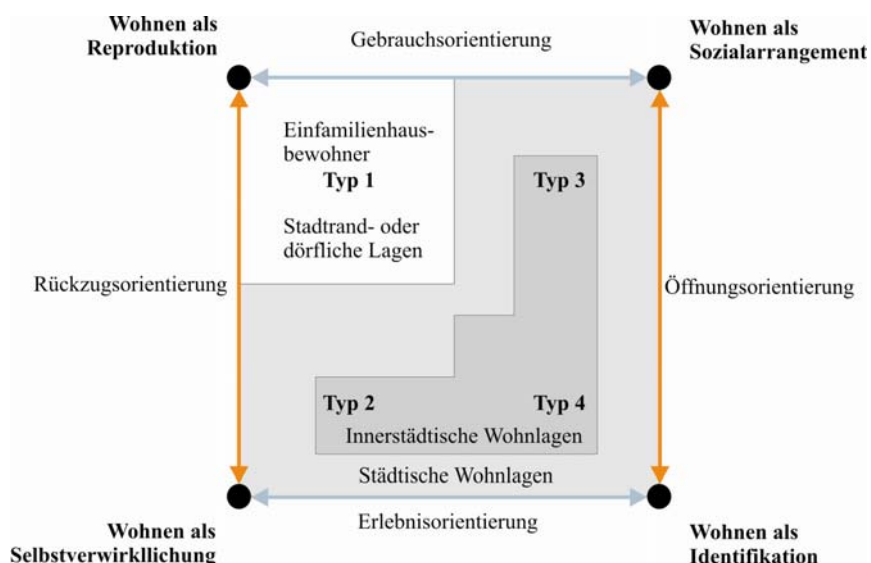 Wohnen als
Reproduktion
Gebrauchsorientierung
Wohnen als
Sozialarrangement
Einfamilienhaus-
bewohner
Typ 1
Typ 3
Stadtrand- oder
dörfliche Lagen
Rückzugsorientierung
Öffnungsorientierung
Typ 2
Typ 4
Innerstädtische Wohnlagen
Städtische Wohnlagen
Erlebnisorientierung
Wohnen als
Selbstverwirkllichung
Wohnen als
Identifikation